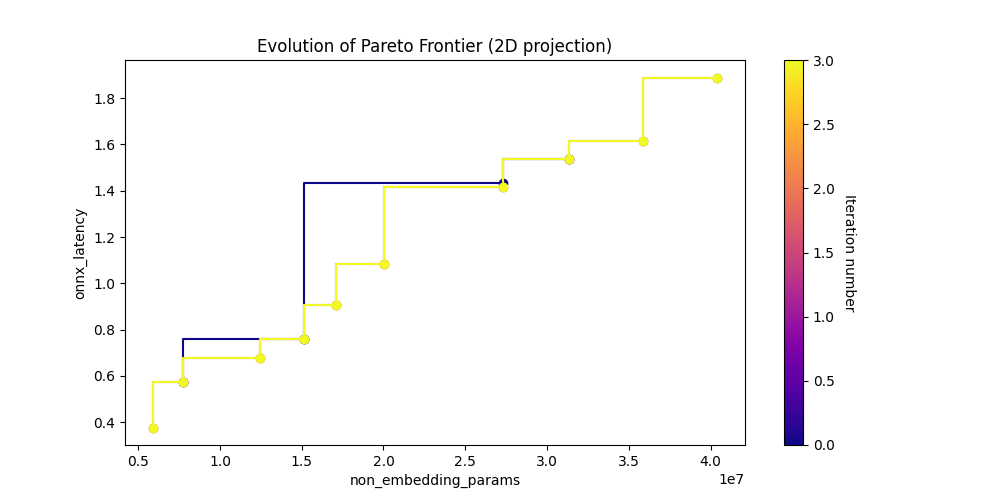 Evolution of Pareto Frontier (2D projection)
onnx_latency
1.8
1.6
1.4
1.2
1.0
0.8
0.6
0.4
0.5 1.0 1.5 2.0 2.5 3.0 3.5 4.0
1e7
non_embedding_params
3.0
2.5
2.0
1.5
1.0
0.5
0.0
Iteration number